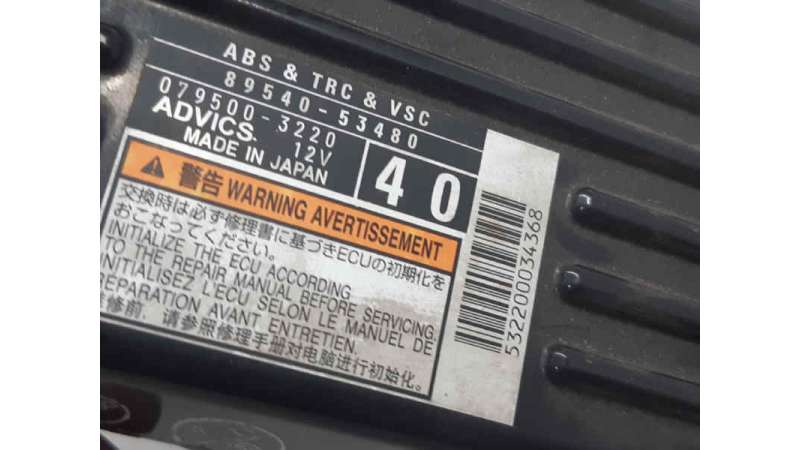 ABS & TRC & VSC
89540-53480
079500-3220
ADVICS. 12V
MADE IN JAPAN
40
警告 WARNING AVERTISSEMENT
交換時は必ず修理書に基づきECUの初期化を
おこなってください。
INITIALIZE THE ECU ACCORDING
TO THE REPAIR MANUAL BEFORE SERVICING.
INITIALISEZ L'ECU SELON LE MANUEL DE
REPARATION AVANT ENTRETIEN.
维修前，请参照修理手册对电脑进行初始化。
532200034368